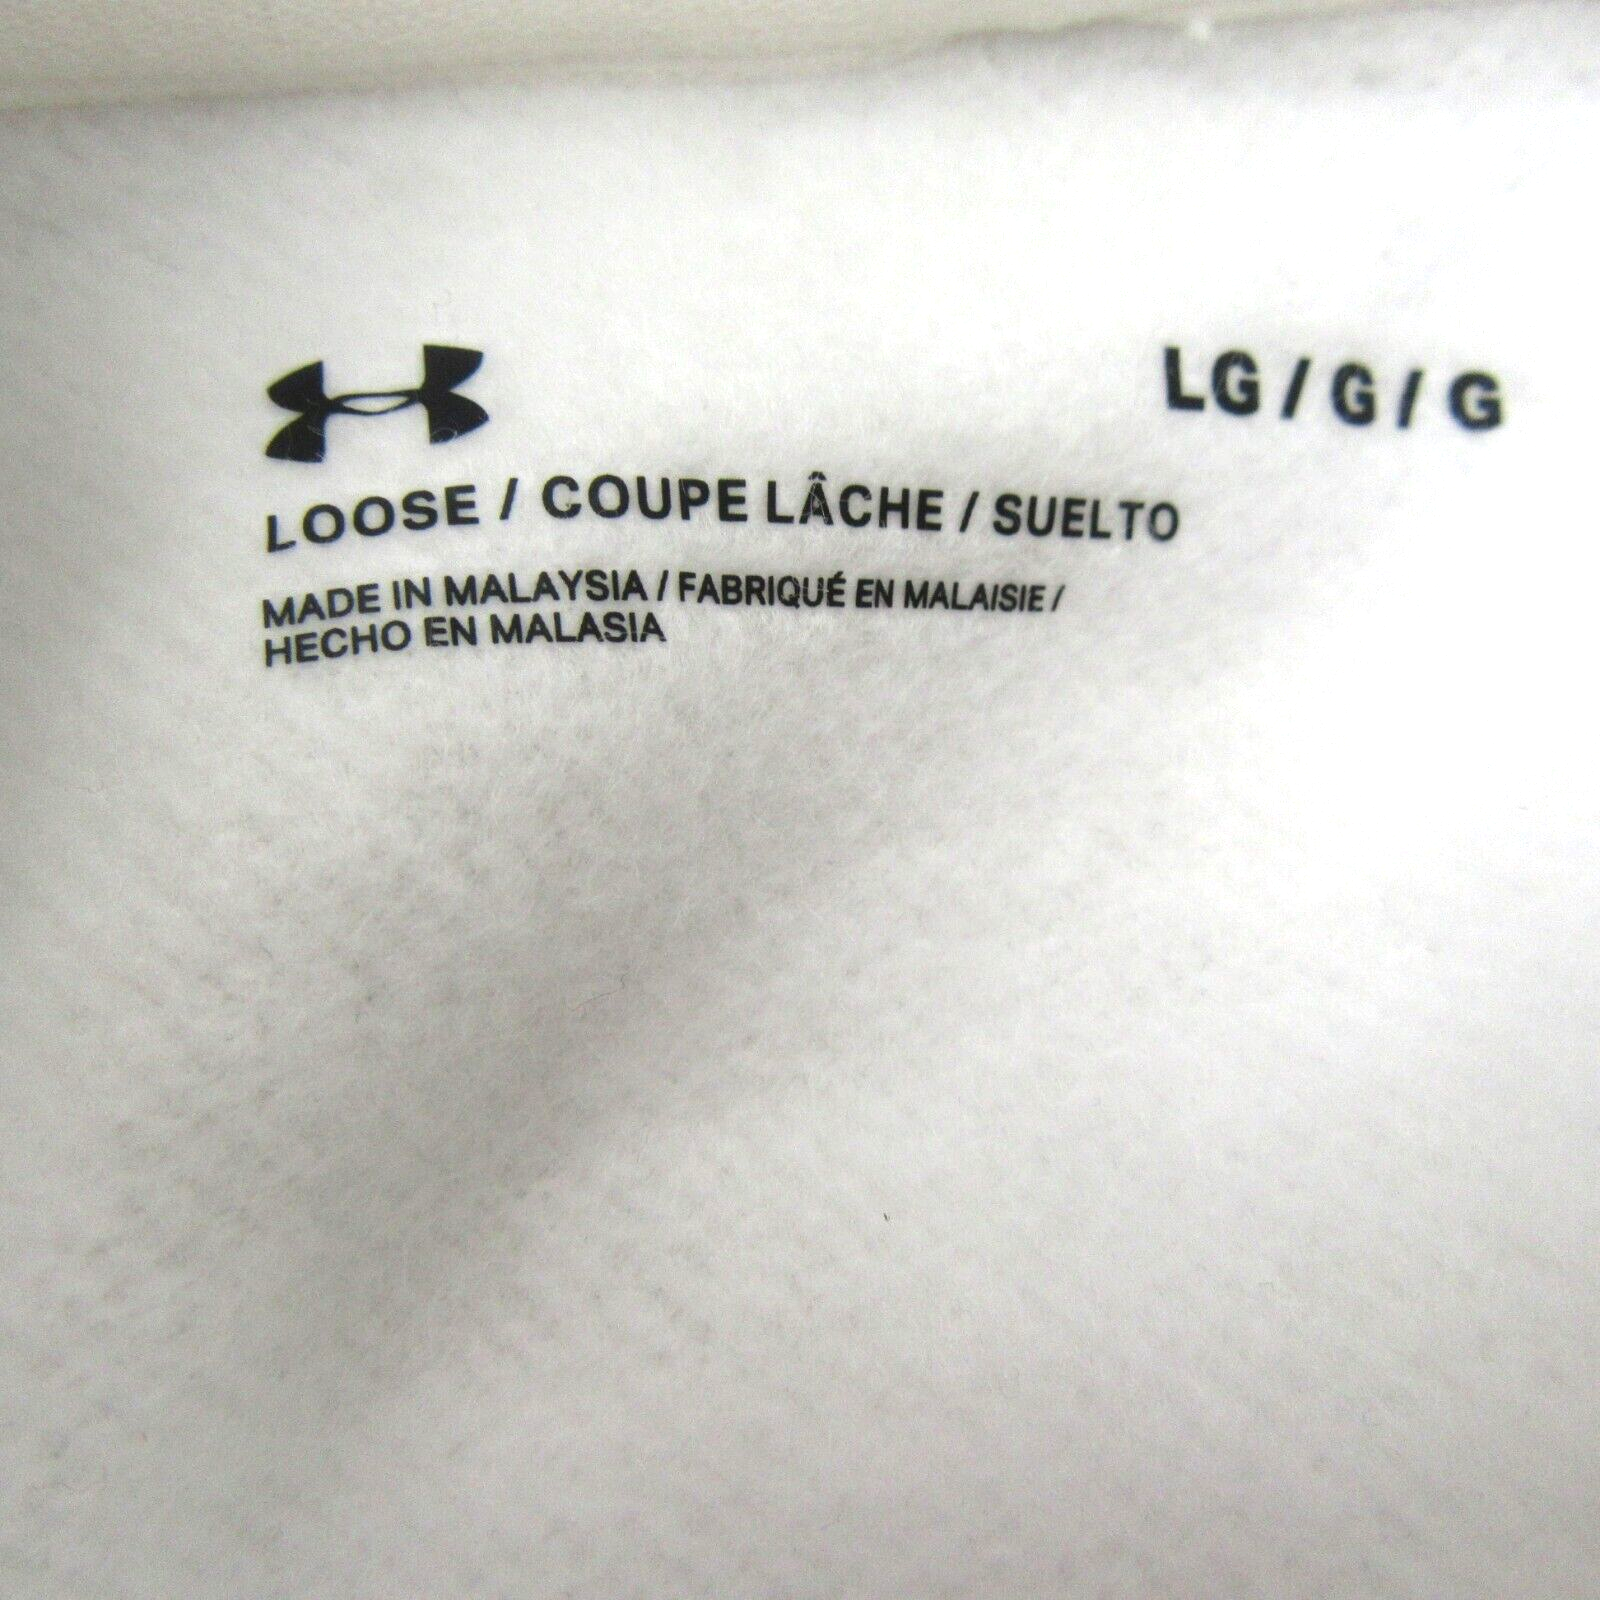 LG / G / G
LOOSE / COUPE LÂCHE / SUELTO
MADE IN MALAYSIA / FABRIQUÉ EN MALAISIE /
HECHO EN MALASIA